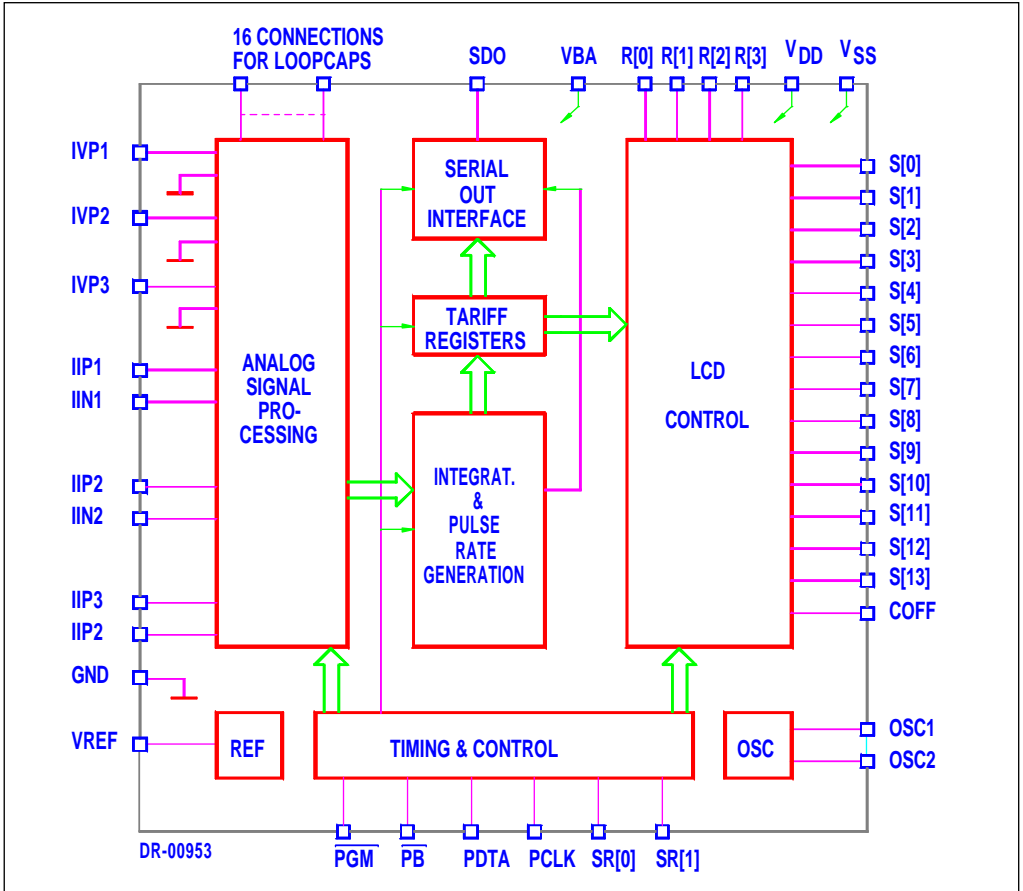 16 CONNECTIONS
FOR LOOPCAPS
SDO
VBA
R[0]
R[1]
R[2]
R[3]
VDD
VSS
IVP1
IVP2
IVP3
IIP1
IIN1
IIP2
IIN2
IIP3
IIP2
GND
VREF
ANALOG
SIGNAL
PRO-
CESSING
SERIAL
OUT
INTERFACE
TARIFF
REGISTERS
INTEGRAT.
&
PULSE
RATE
GENERATION
LCD
CONTROL
S[0]
S[1]
S[2]
S[3]
S[4]
S[5]
S[6]
S[7]
S[8]
S[9]
S[10]
S[11]
S[12]
S[13]
COFF
REF
TIMING & CONTROL
OSC
OSC1
OSC2
DR-00953
PGM
PB
PDTA
PCLK
SR[0]
SR[1]